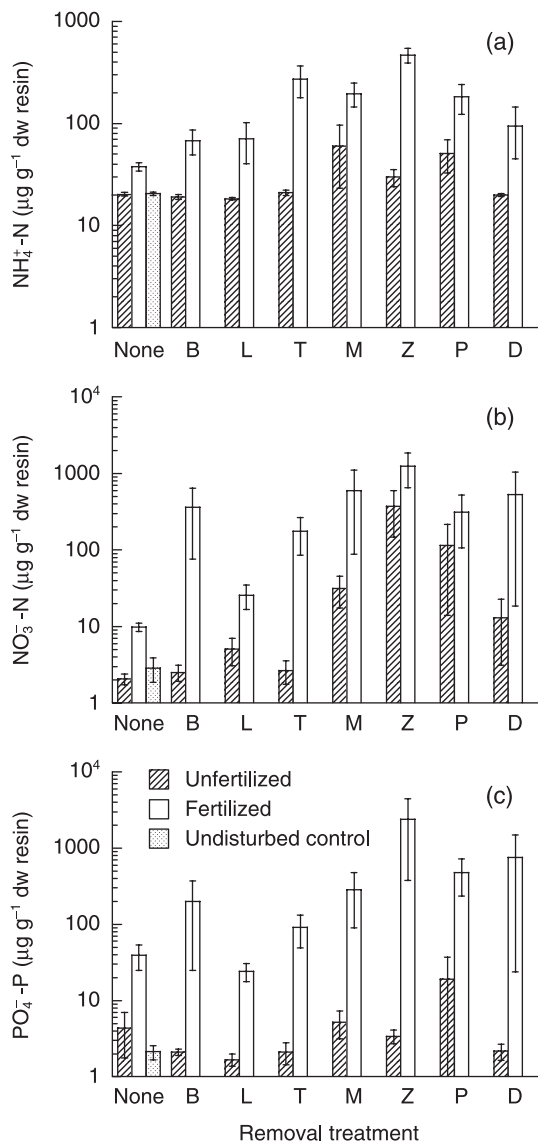 1000
(a)
100
10
1
NH₄⁺-N (µg g⁻¹ dw resin)
None B L T M Z P D
10⁴
(b)
1000
100
10
1
NO₃⁻-N (µg g⁻¹ dw resin)
None B L T M Z P D
10⁴
Unfertilized
(c)
Fertilized
1000
Undisturbed control
100
10
1
PO₄⁻-P (µg g⁻¹ dw resin)
None B L T M Z P D
Removal treatment